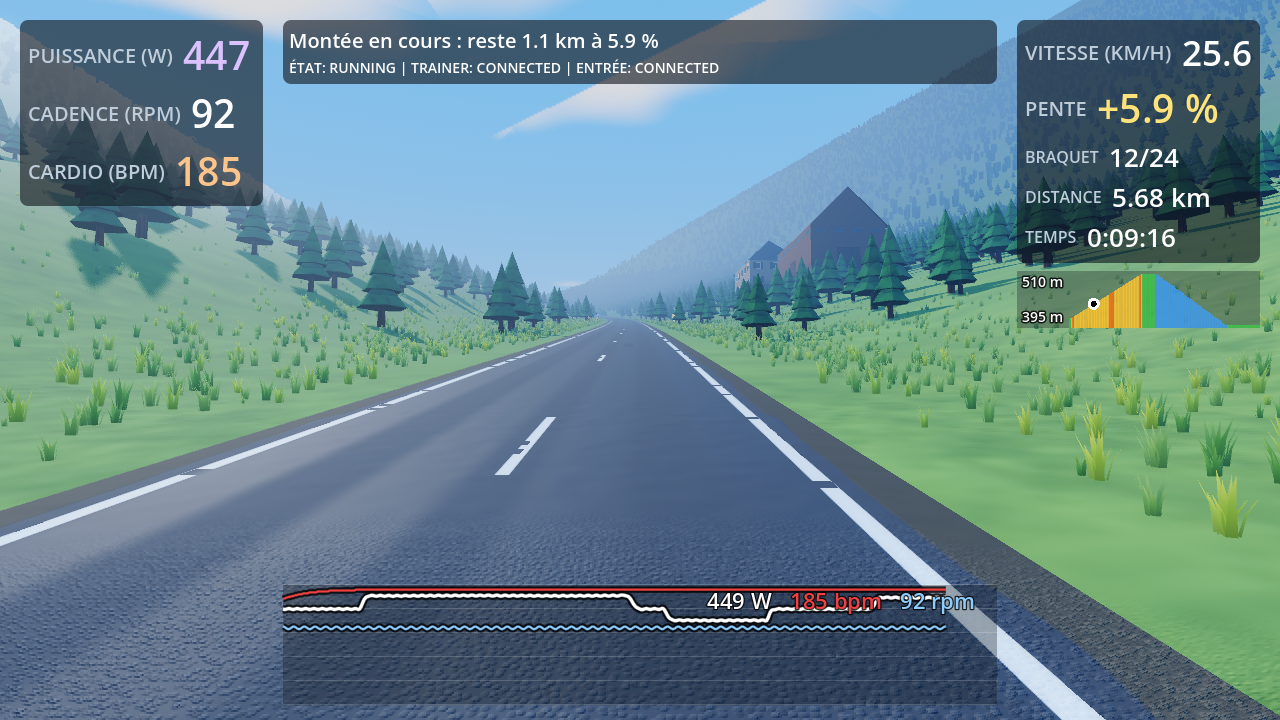 PUISSANCE (W) 447
CADENCE (RPM) 92
CARDIO (BPM) 185
Montée en cours : reste 1.1 km à 5.9 %
ÉTAT: RUNNING | TRAINER: CONNECTED | ENTRÉE: CONNECTED
VITESSE (KM/H) 25.6
PENTE +5.9 %
BRAQUET 12/24
DISTANCE 5.68 km
TEMPS 0:09:16
510 m
395 m
449 W 185 bpm 92 rpm